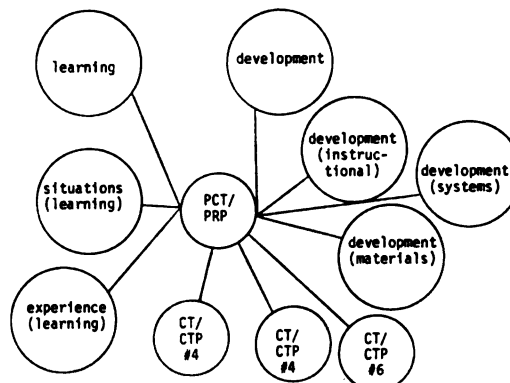 learning
development
development
(instruc-
tional)
development
(systems)
situations
(learning)
PCT/
PRP
development
(materials)
experience
(learning)
CT/
CTP
#4
CT/
CTP
#4
CT/
CTP
#6